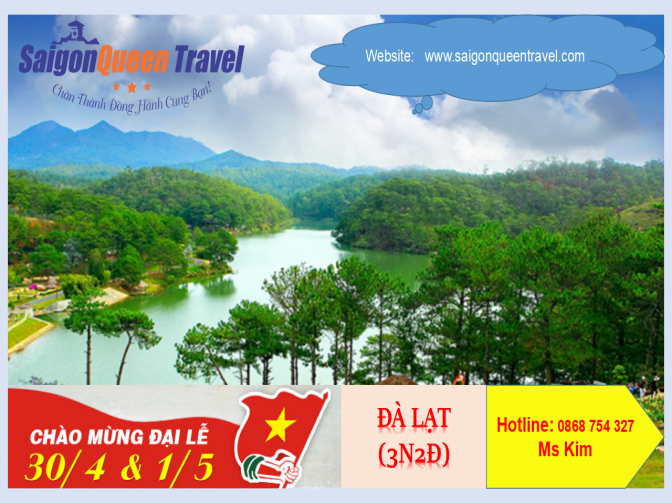 SaigonQueen Travel
Chân Thành Đồng Hành Cùng Bạn!
Website: www.saigonqueentravel.com
CHÀO MỪNG ĐẠI LỄ
30/4 & 1/5
ĐÀ LẠT
(3N2Đ)
Hotline: 0868 754 327
Ms Kim